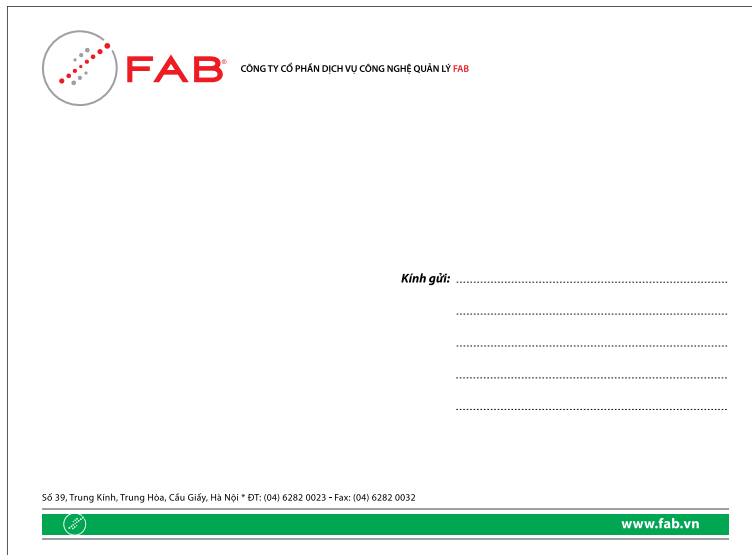 FAB®
CÔNG TY CỔ PHẦN DỊCH VỤ CÔNG NGHỆ QUẢN LÝ FAB
Kính gửi:
Số 39, Trung Kính, Trung Hòa, Cầu Giấy, Hà Nội * ĐT: (04) 6282 0023 - Fax: (04) 6282 0032
www.fab.vn